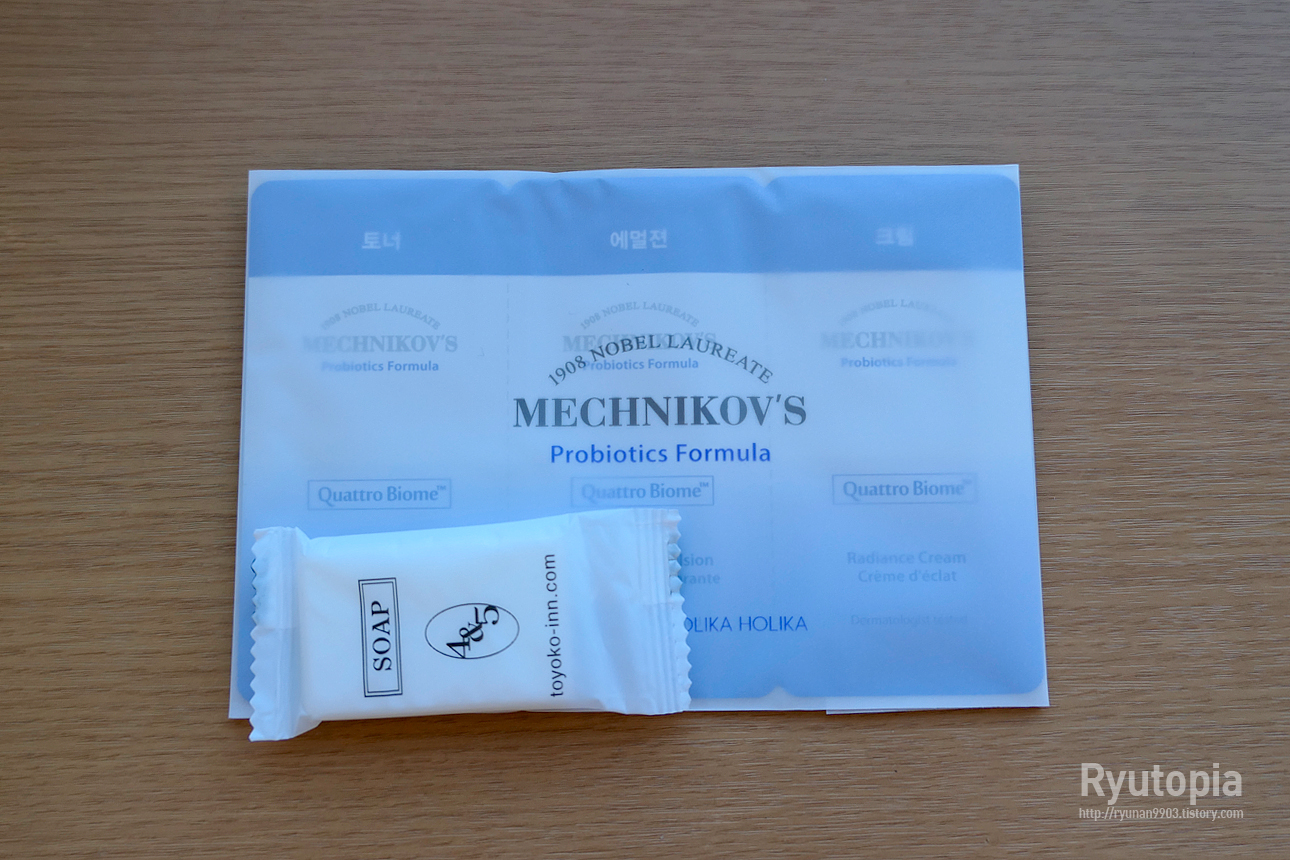 토너
에멀전
크림
1908 NOBEL LAUREATE
MECHNIKOV'S
Probiotics Formula
1908 NOBEL LAUREATE
MECHNIKOV'S
Probiotics Formula
1908 NOBEL LAUREATE
MECHNIKOV'S
Probiotics Formula
1908 NOBEL LAUREATE
MECHNIKOV'S
Probiotics Formula
Quattro Biome™
Quattro Biome™
Quattro Biome™
Radiance Cream
Crème d'éclat
HOLIKA
SOAP
4&5
toyoko-inn.com
Ryutopia
http://ryunan9903.tistory.com